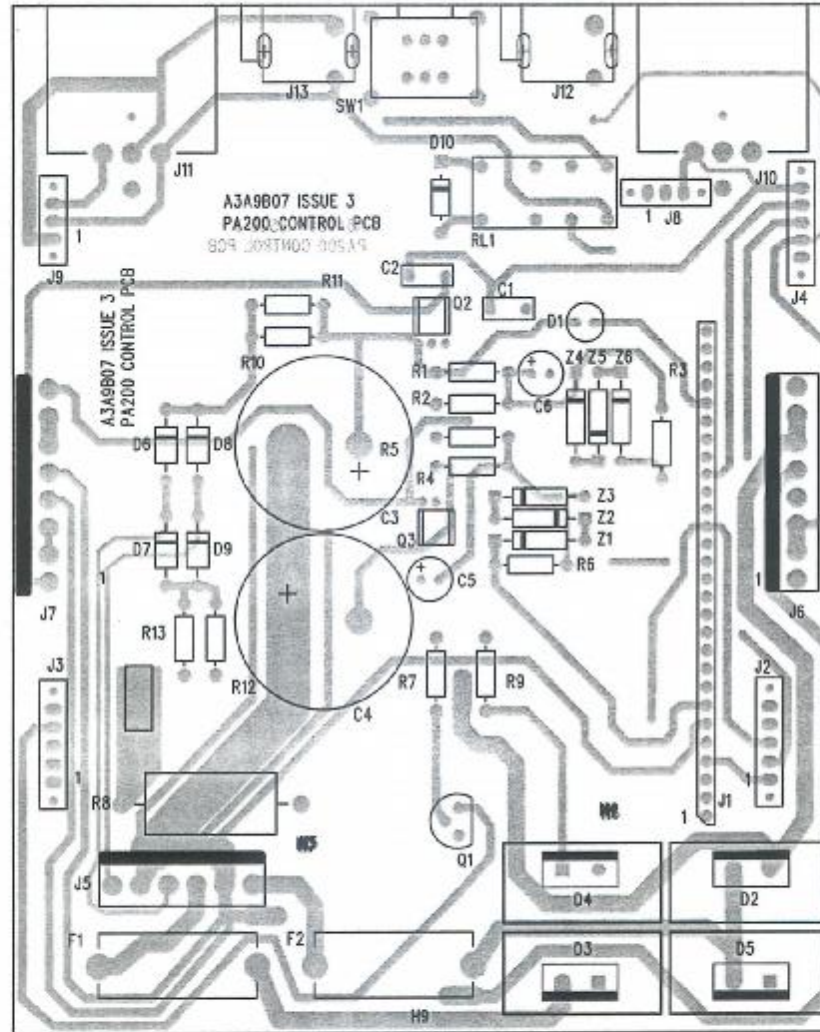 J13
SW1
J12
D10
J11
J10
A3A9B07 ISSUE 3
PA200 CONTROL PCB
PA200 CONTROL PCB
1
J8
1
RL1
J9
C2
J4
R11
Q2
C1
D1
A3A9B07 ISSUE 3
PA200 CONTROL PCB
R10
R1
+
Z4
Z5
Z6
R3
R2
C6
D6
D8
R5
+
R4
Z3
C3
Z2
Q3
Z1
D7
D9
1
+
C5
R6
1
J7
+
J6
R13
J3
R12
R7
R9
J2
C4
1
1
R8
J1
1
Q1
J5
D4
D2
F1
F2
D3
D5
H9